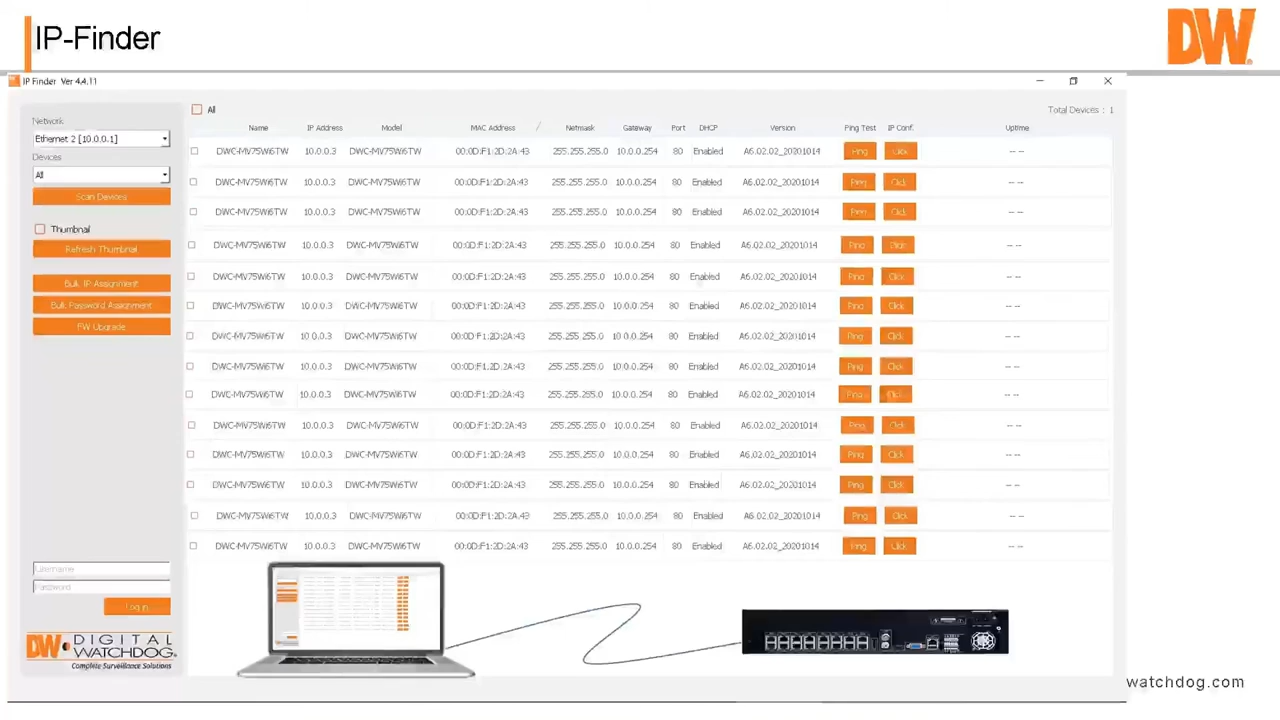 IP-Finder
DW
IP Finder Ver 4.4.11
Network
Ethernet 2 [10.0.0.1]
Devices
All
Scan Devices
Thumbnail
Refresh Thumbnail
Bulk IP Assignment
Bulk Password Assignment
FW Upgrade
Username
Password
Log in
DW DIGITAL
WATCHDOG
Complete Surveillance Solutions
All
Total Devices : 1
Name IP Address Model MAC Address Netmask Gateway Port DHCP Version Ping Test IP Conf. Uptime
DWC-MV75Wi6TW 10.0.0.3 DWC-MV75Wi6TW 00:0D:F1:2D:2A:43 255.255.255.0 10.0.0.254 80 Enabled A6.02.02_20201014 Ping Click -- --
DWC-MV75Wi6TW 10.0.0.3 DWC-MV75Wi6TW 00:0D:F1:2D:2A:43 255.255.255.0 10.0.0.254 80 Enabled A6.02.02_20201014 Ping Click -- --
DWC-MV75Wi6TW 10.0.0.3 DWC-MV75Wi6TW 00:0D:F1:2D:2A:43 255.255.255.0 10.0.0.254 80 Enabled A6.02.02_20201014 Ping Click -- --
DWC-MV75Wi6TW 10.0.0.3 DWC-MV75Wi6TW 00:0D:F1:2D:2A:43 255.255.255.0 10.0.0.254 80 Enabled A6.02.02_20201014 Ping Click -- --
DWC-MV75Wi6TW 10.0.0.3 DWC-MV75Wi6TW 00:0D:F1:2D:2A:43 255.255.255.0 10.0.0.254 80 Enabled A6.02.02_20201014 Ping Click -- --
DWC-MV75Wi6TW 10.0.0.3 DWC-MV75Wi6TW 00:0D:F1:2D:2A:43 255.255.255.0 10.0.0.254 80 Enabled A6.02.02_20201014 Ping Click -- --
DWC-MV75Wi6TW 10.0.0.3 DWC-MV75Wi6TW 00:0D:F1:2D:2A:43 255.255.255.0 10.0.0.254 80 Enabled A6.02.02_20201014 Ping Click -- --
DWC-MV75Wi6TW 10.0.0.3 DWC-MV75Wi6TW 00:0D:F1:2D:2A:43 255.255.255.0 10.0.0.254 80 Enabled A6.02.02_20201014 Ping Click -- --
DWC-MV75Wi6TW 10.0.0.3 DWC-MV75Wi6TW 00:0D:F1:2D:2A:43 255.255.255.0 10.0.0.254 80 Enabled A6.02.02_20201014 Ping Click -- --
DWC-MV75Wi6TW 10.0.0.3 DWC-MV75Wi6TW 00:0D:F1:2D:2A:43 255.255.255.0 10.0.0.254 80 Enabled A6.02.02_20201014 Ping Click -- --
DWC-MV75Wi6TW 10.0.0.3 DWC-MV75Wi6TW 00:0D:F1:2D:2A:43 255.255.255.0 10.0.0.254 80 Enabled A6.02.02_20201014 Ping Click -- --
DWC-MV75Wi6TW 10.0.0.3 DWC-MV75Wi6TW 00:0D:F1:2D:2A:43 255.255.255.0 10.0.0.254 80 Enabled A6.02.02_20201014 Ping Click -- --
DWC-MV75Wi6TW 10.0.0.3 DWC-MV75Wi6TW 00:0D:F1:2D:2A:43 255.255.255.0 10.0.0.254 80 Enabled A6.02.02_20201014 Ping Click -- --
DWC-MV75Wi6TW 10.0.0.3 DWC-MV75Wi6TW 00:0D:F1:2D:2A:43 255.255.255.0 10.0.0.254 80 Enabled A6.02.02_20201014 Ping Click -- --
watchdog.com